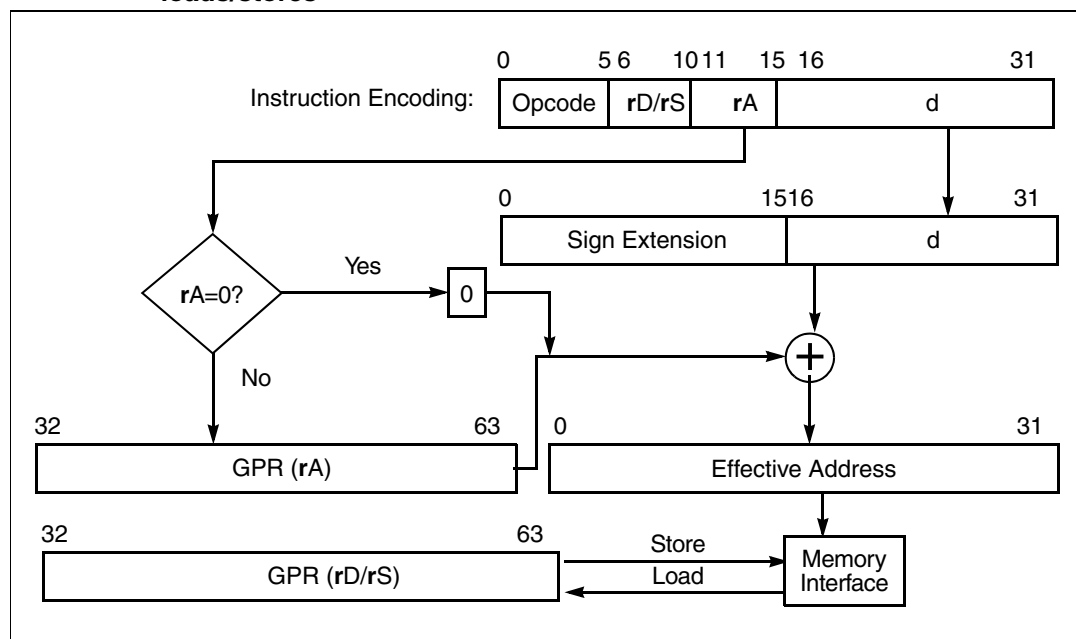 loads/stores
0 5 6 10 11 15 16 31
Instruction Encoding: Opcode rD/rS rA d
0 15 16 31
Sign Extension d
Yes
rA=0? 0
+
No
32 63 0 31
GPR (rA) Effective Address
32 63
Store
GPR (rD/rS) Memory
Load Interface